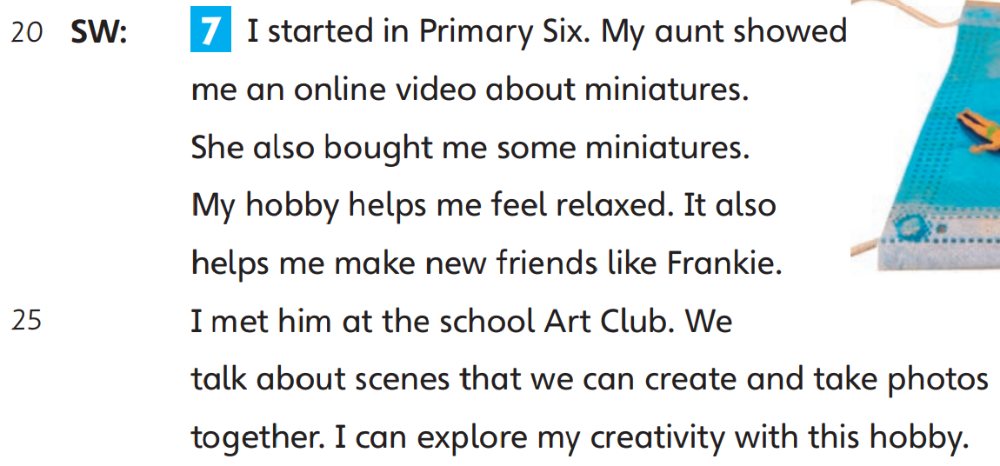 20 SW: 7 I started in Primary Six. My aunt showed
me an online video about miniatures.
She also bought me some miniatures.
My hobby helps me feel relaxed. It also
helps me make new friends like Frankie.
25 I met him at the school Art Club. We
talk about scenes that we can create and take photos
together. I can explore my creativity with this hobby.